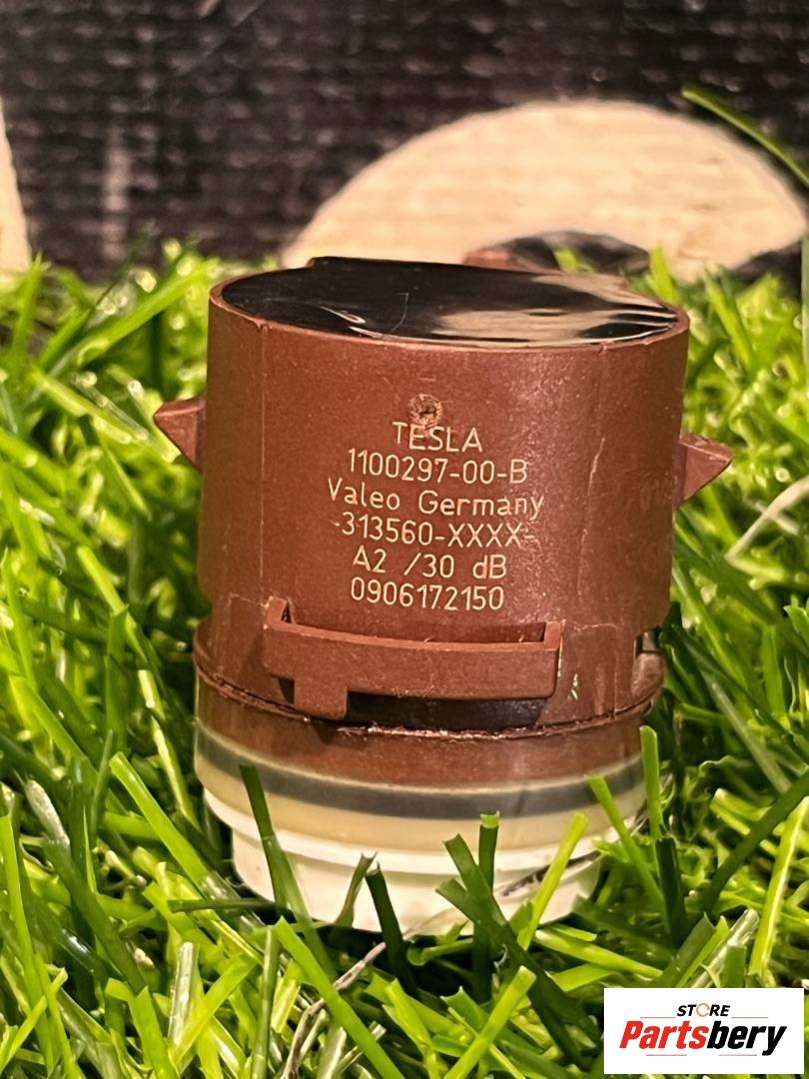 TESLA
1100297-00-B
Valeo Germany
-313560-XXXX-
A2 /30 dB
0906172150
STORE
Partsbery